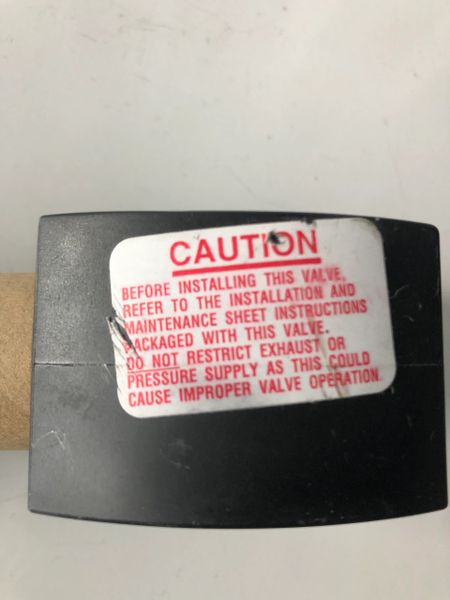 CAUTION
BEFORE INSTALLING THIS VALVE,
REFER TO THE INSTALLATION AND
MAINTENANCE SHEET INSTRUCTIONS
PACKAGED WITH THIS VALVE.
DO NOT RESTRICT EXHAUST OR
PRESSURE SUPPLY AS THIS COULD
CAUSE IMPROPER VALVE OPERATION.